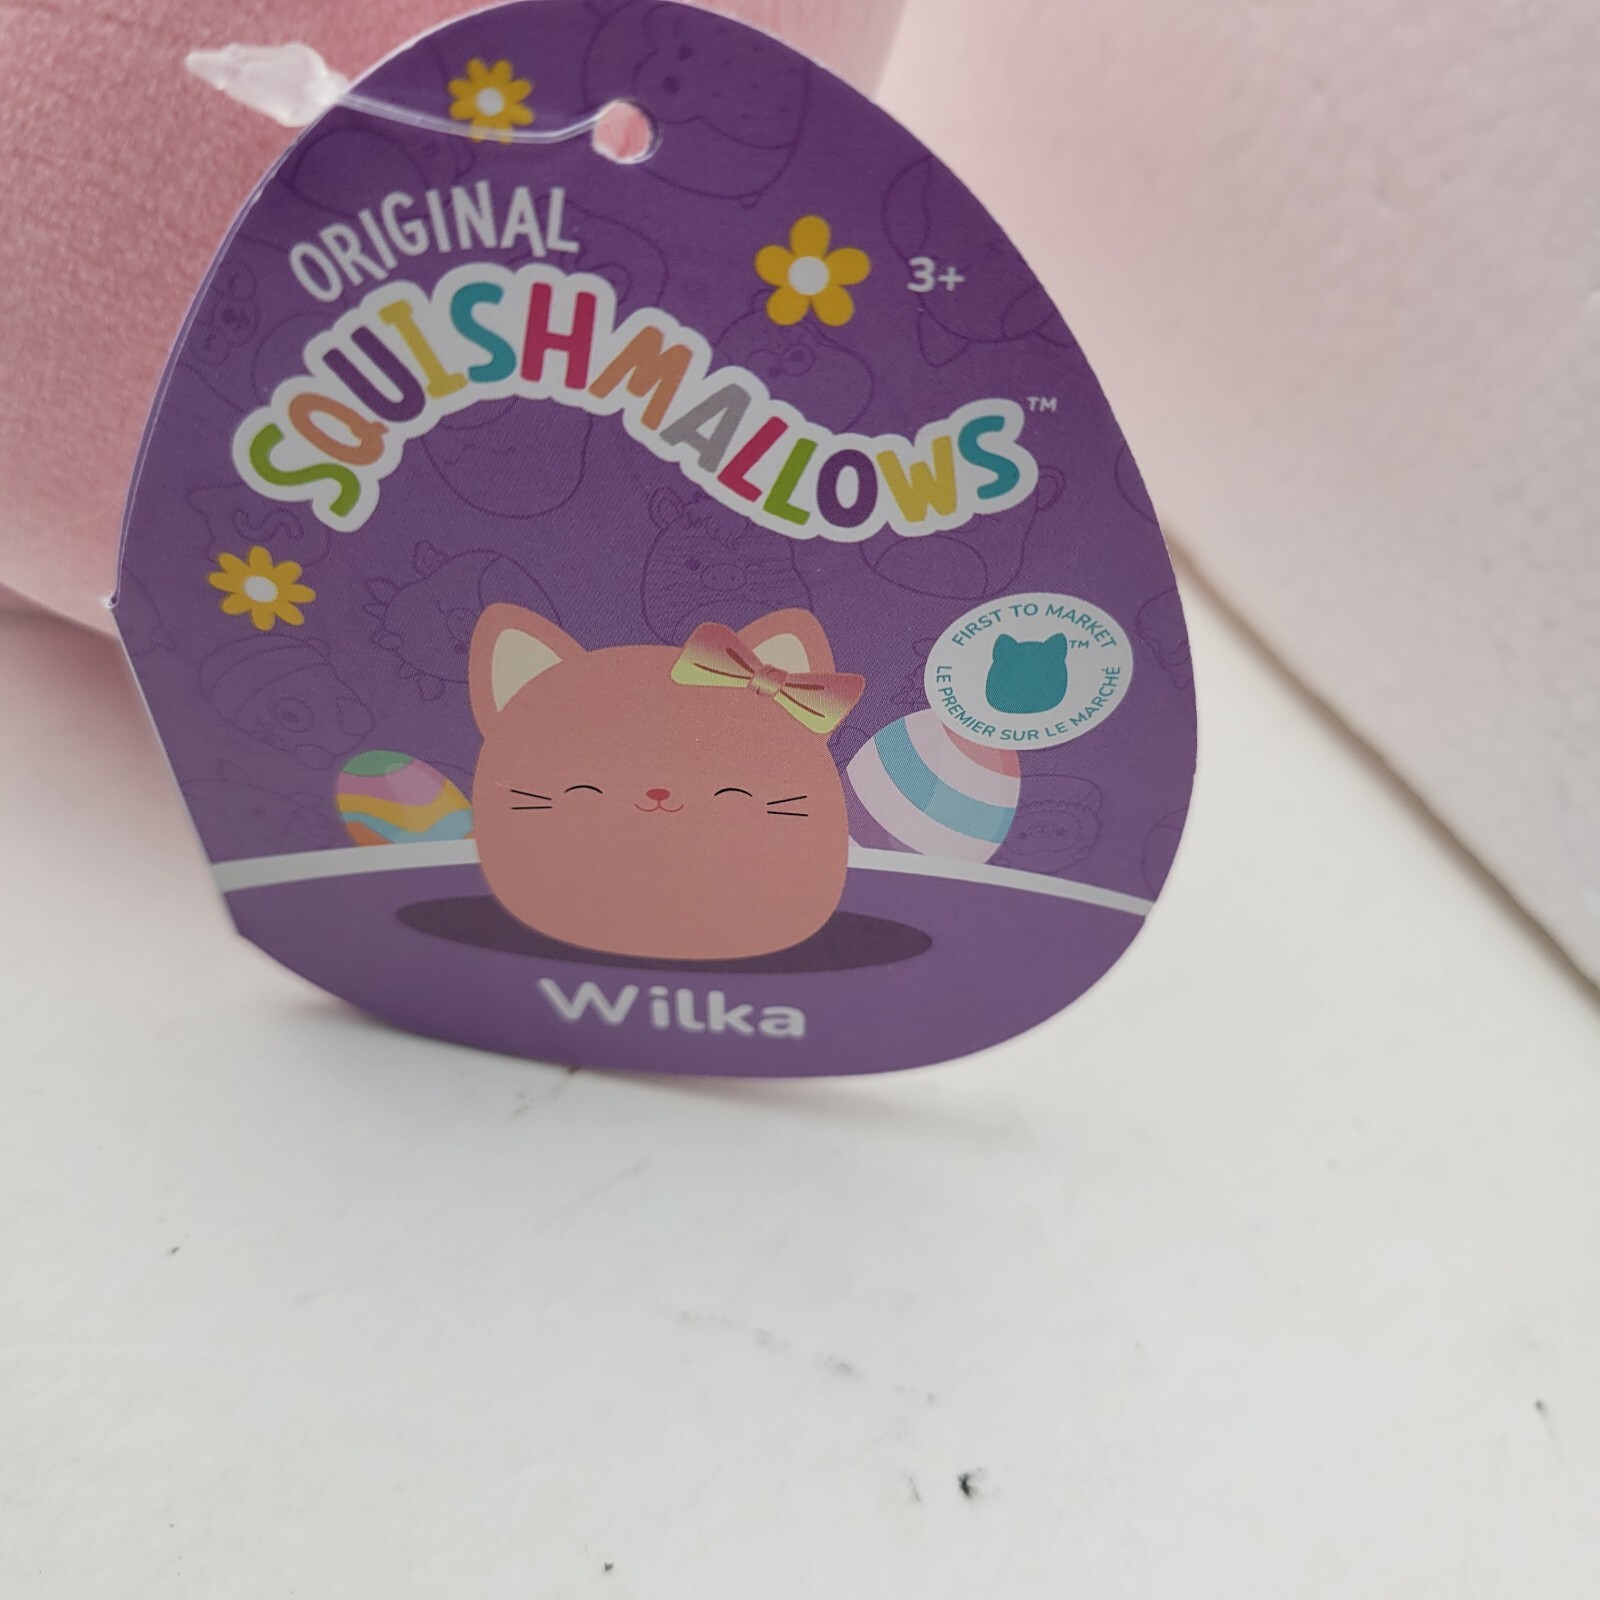 ORIGINAL
SQUISHMALLOWS™
3+
FIRST TO MARKET
™
LE PREMIER SUR LE MARCHÉ
Wilka